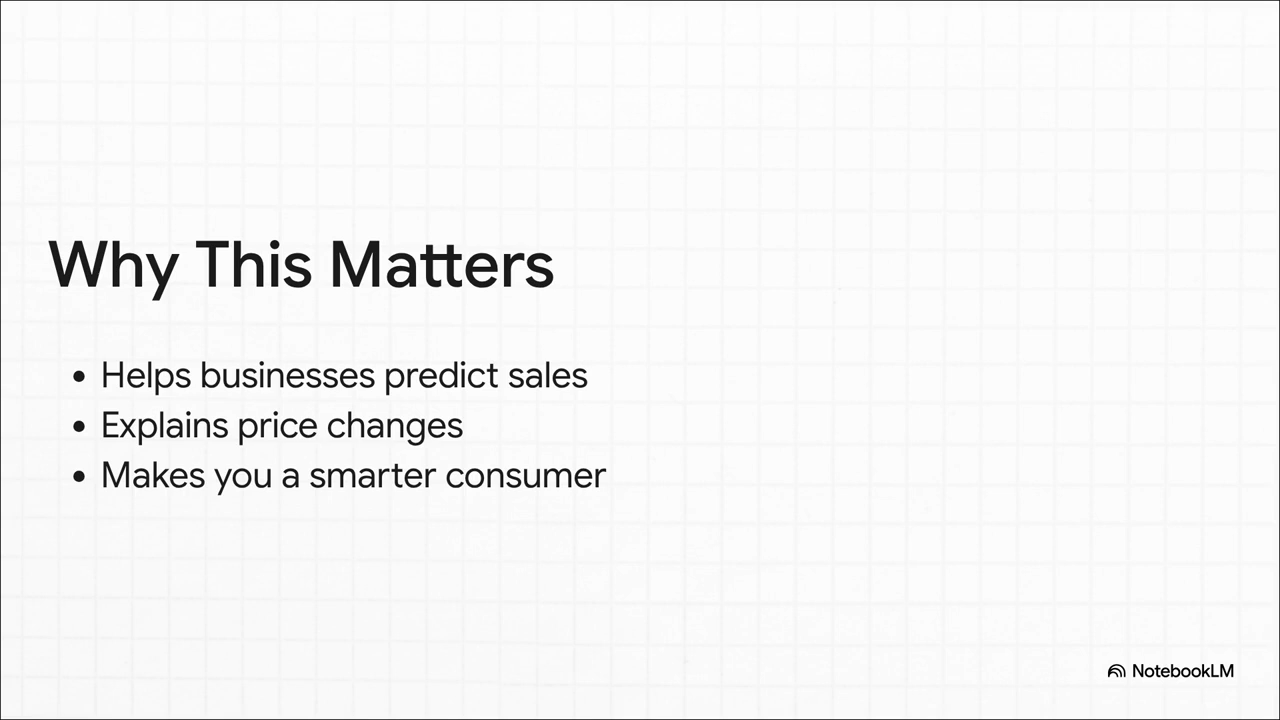 Why This Matters
• Helps businesses predict sales
• Explains price changes
• Makes you a smarter consumer
NotebookLM